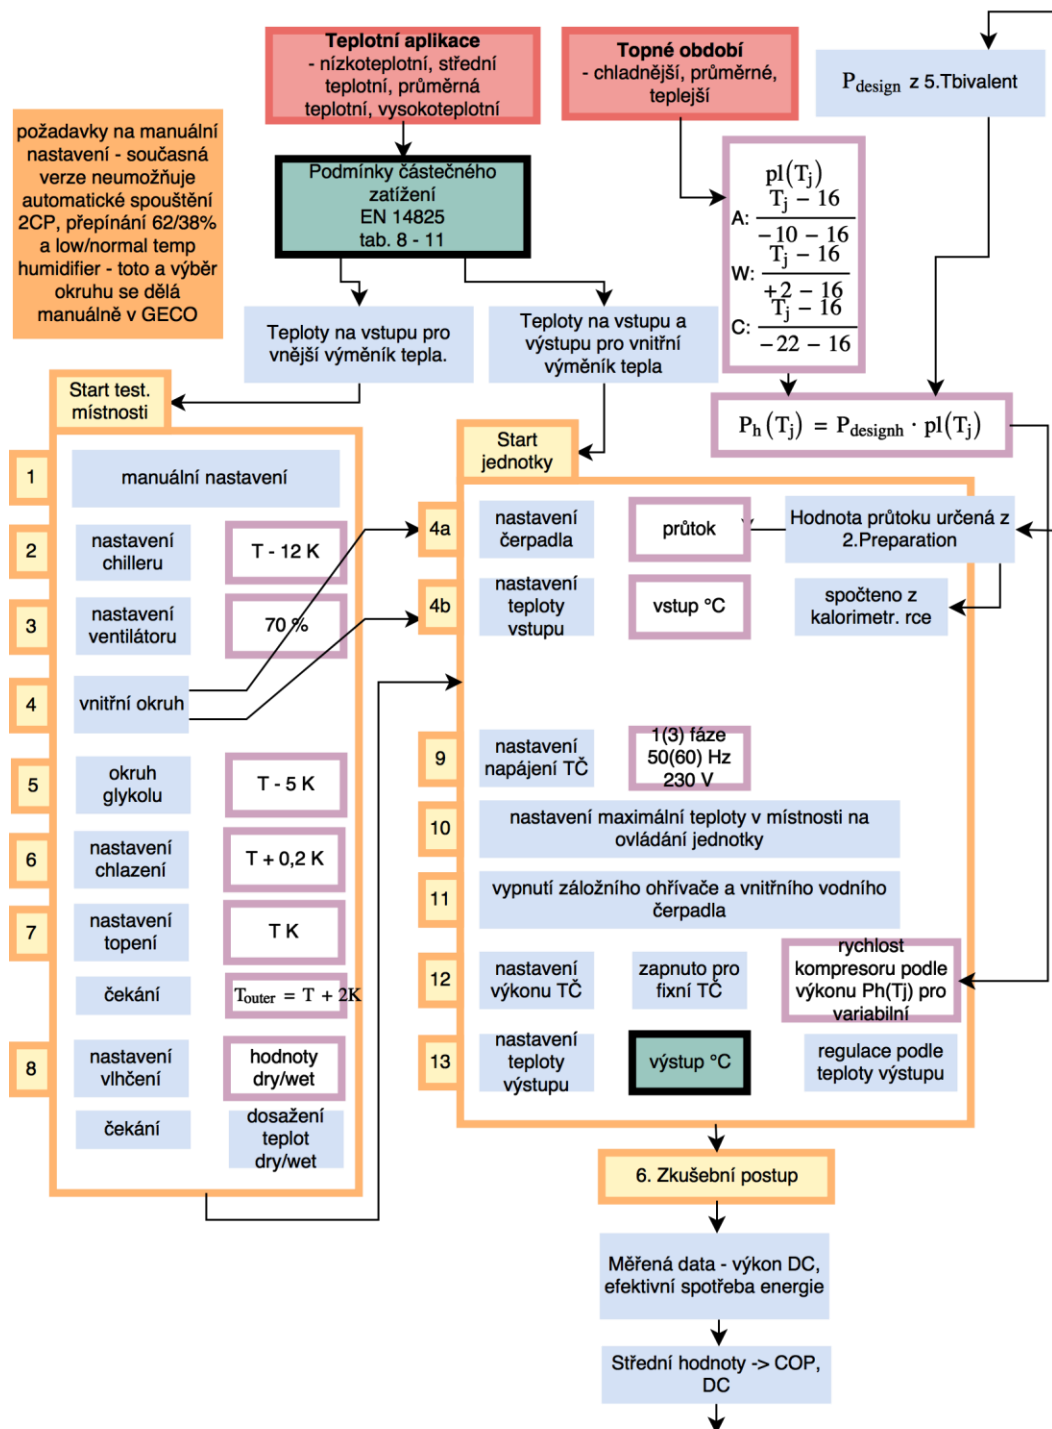 Teplotní aplikace
- nízkoteplotní, střední
teplotní, průměrná
teplotní, vysokoteplotní
Topné období
- chladnější, průměrné,
teplejší
P_design z 5.Tbivalent
požadavky na manuální
nastavení - současná
verze neumožňuje
automatické spouštění
2CP, přepínání 62/38%
a low/normal temp
humidifier - toto a výběr
okruhu se dělá
manuálně v GECO
Podmínky částečného
zatížení
EN 14825
tab. 8 - 11
pl(T_j)
A: (T_j − 16)/(−10 − 16)
W: (T_j − 16)/(+2 − 16)
C: (T_j − 16)/(−22 − 16)
Teploty na vstupu pro
vnější výměník tepla.
Teploty na vstupu a
výstupu pro vnitřní
výměník tepla
P_h(T_j) = P_designh · pl(T_j)
Start test.
místnosti
1
manuální nastavení
2
nastavení
chilleru
T - 12 K
3
nastavení
ventilátoru
70 %
4
vnitřní okruh
5
okruh
glykolu
T - 5 K
6
nastavení
chlazení
T + 0,2 K
7
nastavení
topení
T K
čekání
T_outer = T + 2K
8
nastavení
vlhčení
hodnoty
dry/wet
čekání
dosažení
teplot
dry/wet
Start
jednotky
4a
nastavení
čerpadla
průtok
Hodnota průtoku určená z
2.Preparation
4b
nastavení
teploty
vstupu
vstup °C
spočteno z
kalorimetr. rce
9
nastavení
napájení TČ
1(3) fáze
50(60) Hz
230 V
10
nastavení maximální teploty v místnosti na
ovládání jednotky
11
vypnutí záložního ohřívače a vnitřního vodního
čerpadla
12
nastavení
výkonu TČ
zapnuto pro
fixní TČ
rychlost
kompresoru podle
výkonu Ph(Tj) pro
variabilní
13
nastavení
teploty
výstupu
výstup °C
regulace podle
teploty výstupu
6. Zkušební postup
Měřená data - výkon DC,
efektivní spotřeba energie
Střední hodnoty -> COP,
DC